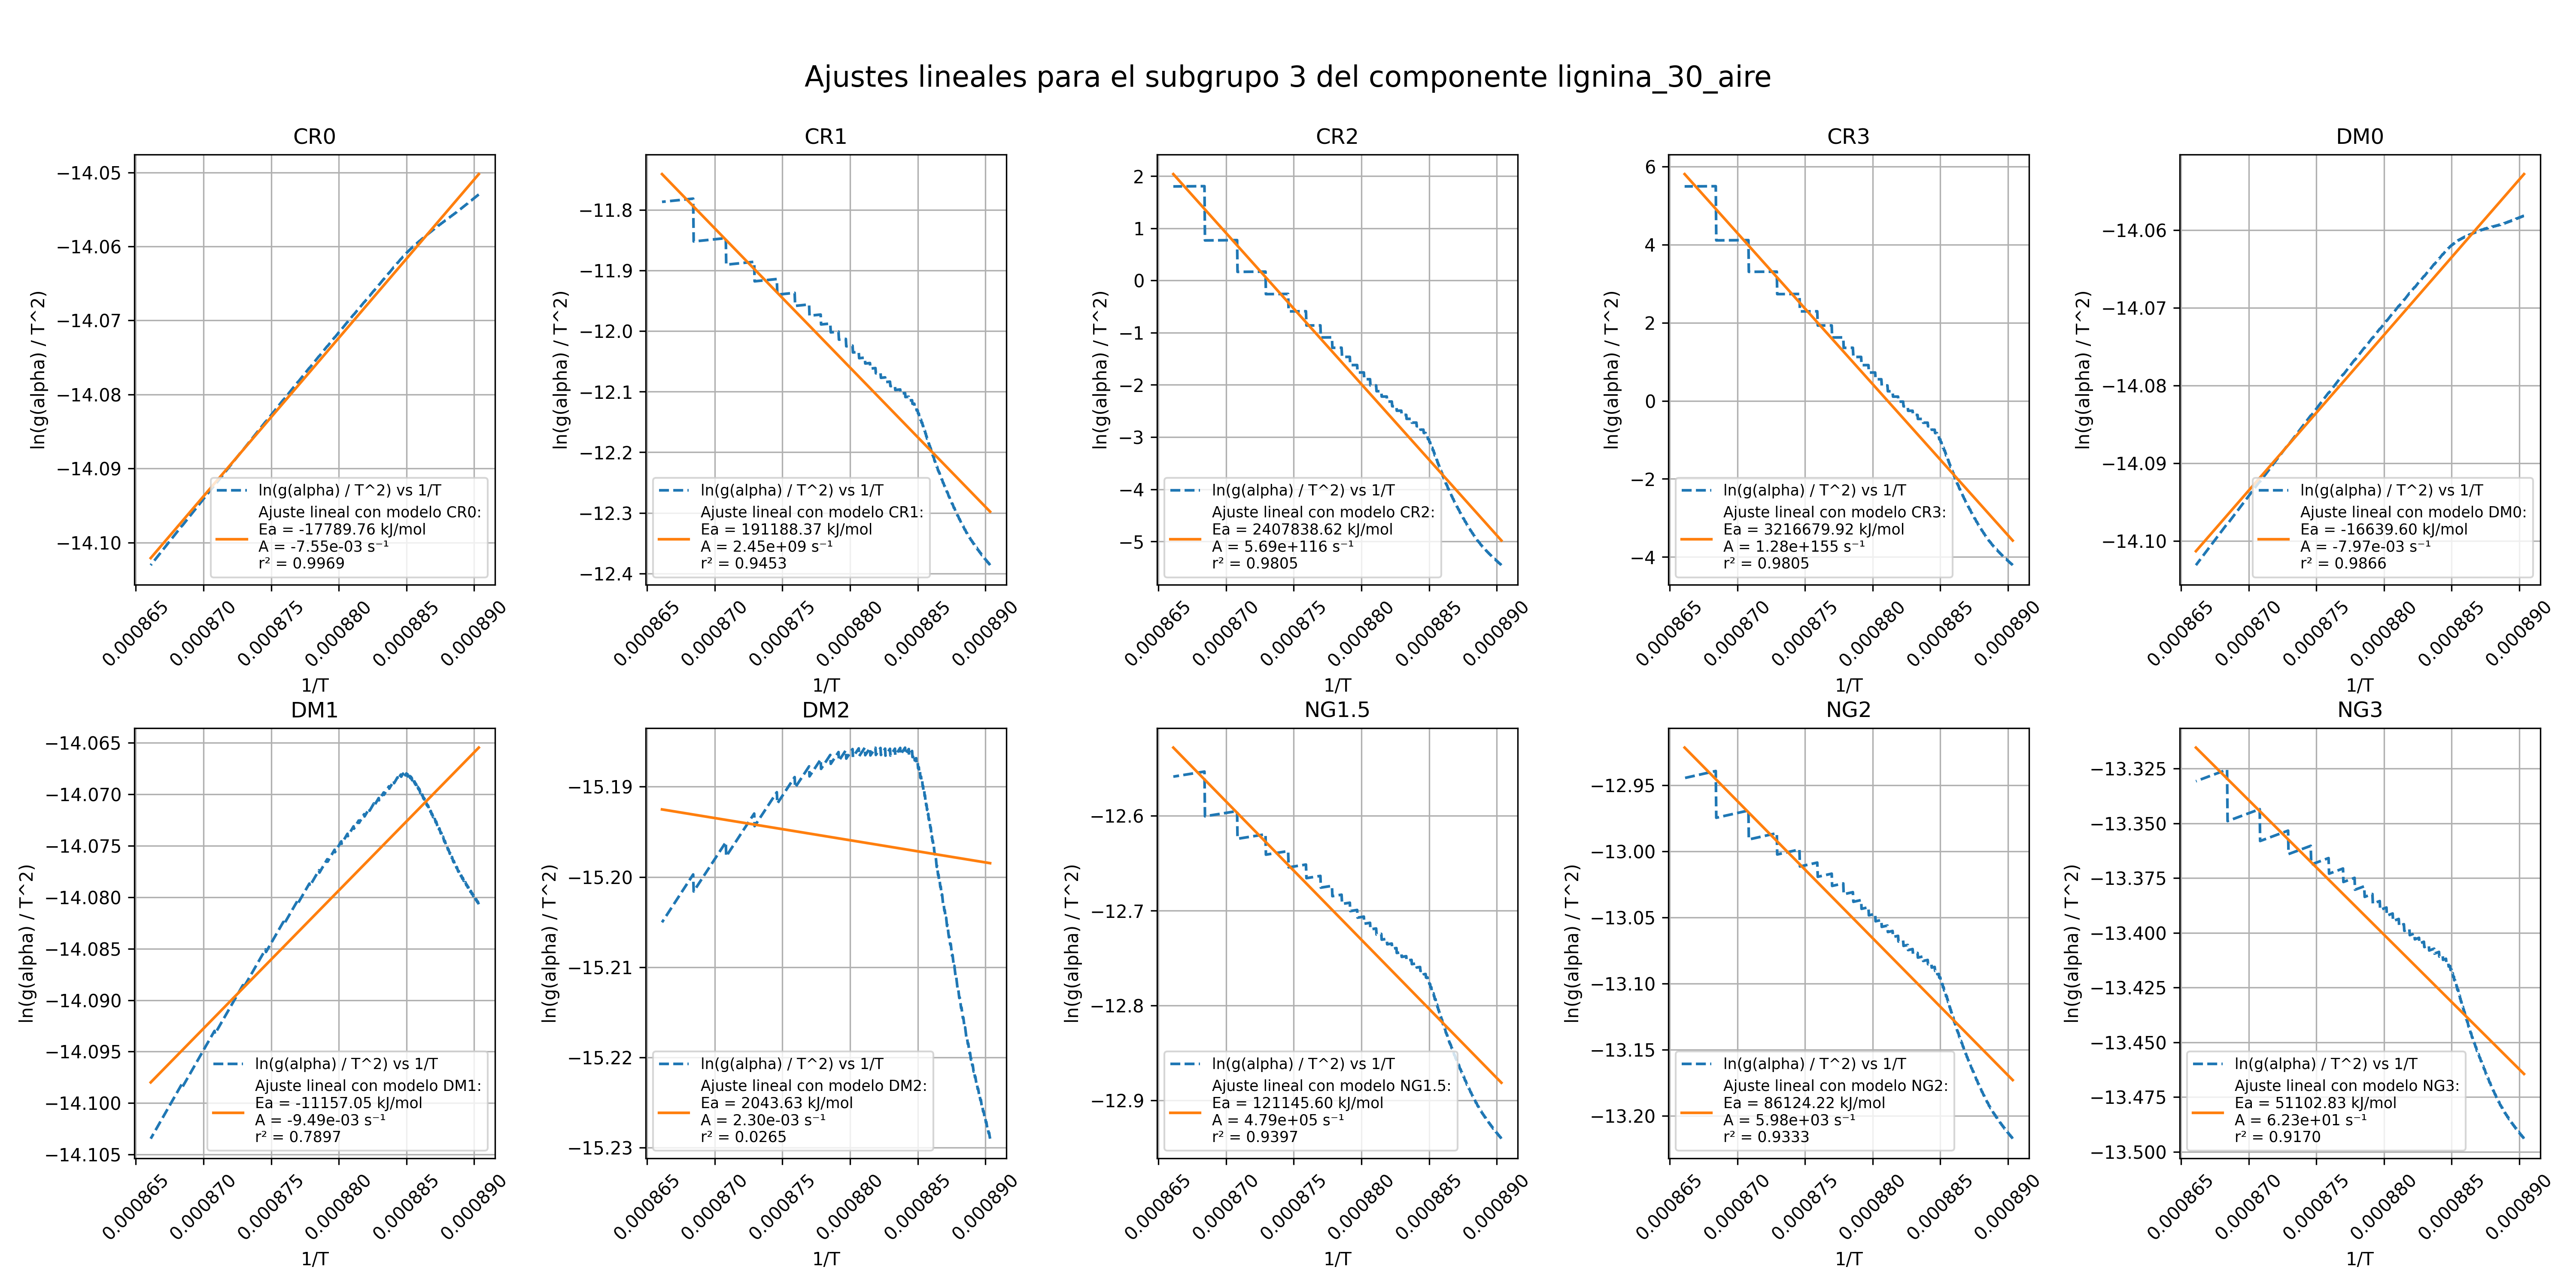 Ajustes lineales para el subgrupo 3 del componente lignina_30_aire
CR0
ln(g(alpha) / T^2)
−14.05
−14.06
−14.07
−14.08
−14.09
−14.10
ln(g(alpha) / T^2) vs 1/T
Ajuste lineal con modelo CR0:
Ea = -17789.76 kJ/mol
A = -7.55e-03 s⁻¹
r² = 0.9969
0.000865
0.000870
0.000875
0.000880
0.000885
0.000890
1/T
CR1
ln(g(alpha) / T^2)
−11.8
−11.9
−12.0
−12.1
−12.2
−12.3
−12.4
ln(g(alpha) / T^2) vs 1/T
Ajuste lineal con modelo CR1:
Ea = 191188.37 kJ/mol
A = 2.45e+09 s⁻¹
r² = 0.9453
0.000865
0.000870
0.000875
0.000880
0.000885
0.000890
1/T
CR2
ln(g(alpha) / T^2)
2
1
0
−1
−2
−3
−4
−5
ln(g(alpha) / T^2) vs 1/T
Ajuste lineal con modelo CR2:
Ea = 2407838.62 kJ/mol
A = 5.69e+116 s⁻¹
r² = 0.9805
0.000865
0.000870
0.000875
0.000880
0.000885
0.000890
1/T
CR3
ln(g(alpha) / T^2)
6
4
2
0
−2
−4
ln(g(alpha) / T^2) vs 1/T
Ajuste lineal con modelo CR3:
Ea = 3216679.92 kJ/mol
A = 1.28e+155 s⁻¹
r² = 0.9805
0.000865
0.000870
0.000875
0.000880
0.000885
0.000890
1/T
DM0
ln(g(alpha) / T^2)
−14.06
−14.07
−14.08
−14.09
−14.10
ln(g(alpha) / T^2) vs 1/T
Ajuste lineal con modelo DM0:
Ea = -16639.60 kJ/mol
A = -7.97e-03 s⁻¹
r² = 0.9866
0.000865
0.000870
0.000875
0.000880
0.000885
0.000890
1/T
DM1
ln(g(alpha) / T^2)
−14.065
−14.070
−14.075
−14.080
−14.085
−14.090
−14.095
−14.100
−14.105
ln(g(alpha) / T^2) vs 1/T
Ajuste lineal con modelo DM1:
Ea = -11157.05 kJ/mol
A = -9.49e-03 s⁻¹
r² = 0.7897
0.000865
0.000870
0.000875
0.000880
0.000885
0.000890
1/T
DM2
ln(g(alpha) / T^2)
−15.19
−15.20
−15.21
−15.22
−15.23
ln(g(alpha) / T^2) vs 1/T
Ajuste lineal con modelo DM2:
Ea = 2043.63 kJ/mol
A = 2.30e-03 s⁻¹
r² = 0.0265
0.000865
0.000870
0.000875
0.000880
0.000885
0.000890
1/T
NG1.5
ln(g(alpha) / T^2)
−12.6
−12.7
−12.8
−12.9
ln(g(alpha) / T^2) vs 1/T
Ajuste lineal con modelo NG1.5:
Ea = 121145.60 kJ/mol
A = 4.79e+05 s⁻¹
r² = 0.9397
0.000865
0.000870
0.000875
0.000880
0.000885
0.000890
1/T
NG2
ln(g(alpha) / T^2)
−12.95
−13.00
−13.05
−13.10
−13.15
−13.20
ln(g(alpha) / T^2) vs 1/T
Ajuste lineal con modelo NG2:
Ea = 86124.22 kJ/mol
A = 5.98e+03 s⁻¹
r² = 0.9333
0.000865
0.000870
0.000875
0.000880
0.000885
0.000890
1/T
NG3
ln(g(alpha) / T^2)
−13.325
−13.350
−13.375
−13.400
−13.425
−13.450
−13.475
−13.500
ln(g(alpha) / T^2) vs 1/T
Ajuste lineal con modelo NG3:
Ea = 51102.83 kJ/mol
A = 6.23e+01 s⁻¹
r² = 0.9170
0.000865
0.000870
0.000875
0.000880
0.000885
0.000890
1/T